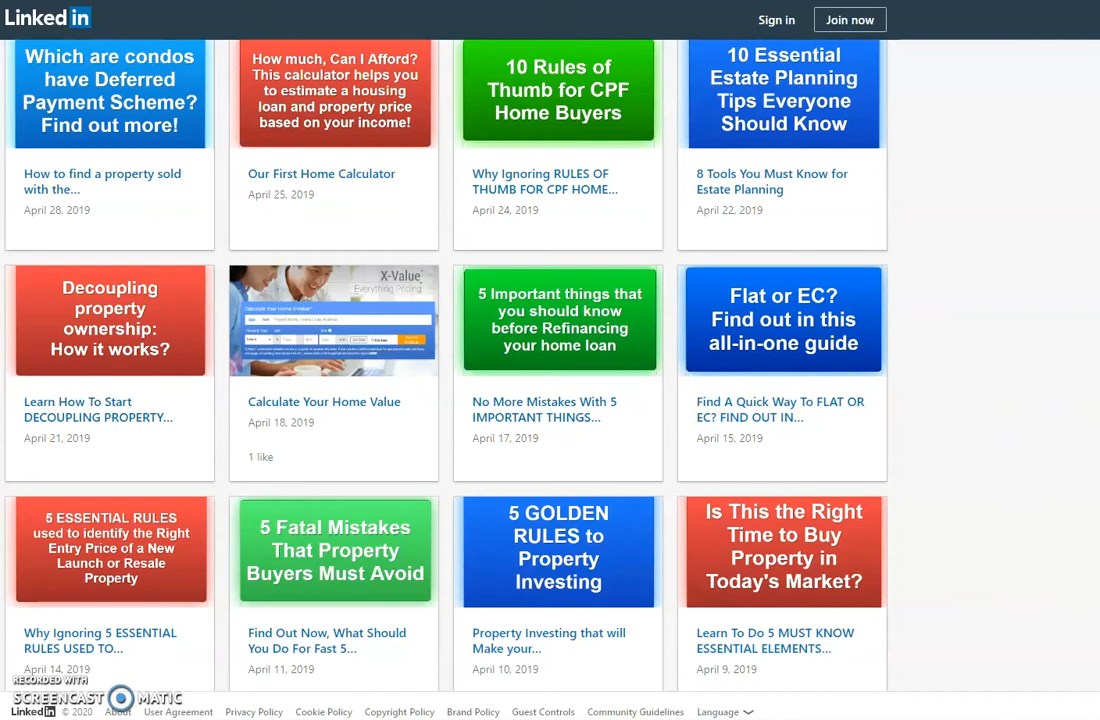 Linked in
Sign in
Join now
Which are condos
have Deferred
Payment Scheme?
Find out more!
How to find a property sold
with the...
April 28, 2019
How much, Can I Afford?
This calculator helps you
to estimate a housing
loan and property price
based on your income!
Our First Home Calculator
April 25, 2019
10 Rules of
Thumb for CPF
Home Buyers
Why Ignoring RULES OF
THUMB FOR CPF HOME...
April 24, 2019
10 Essential
Estate Planning
Tips Everyone
Should Know
8 Tools You Must Know for
Estate Planning
April 22, 2019
Decoupling
property
ownership:
How it works?
Learn How To Start
DECOUPLING PROPERTY...
April 21, 2019
X-Value
Everything Pricing
Calculate Your Home Value
April 18, 2019
1 like
5 Important things that
you should know
before Refinancing
your home loan
No More Mistakes With 5
IMPORTANT THINGS...
April 17, 2019
Flat or EC?
Find out in this
all-in-one guide
Find A Quick Way To FLAT OR
EC? FIND OUT IN...
April 15, 2019
5 ESSENTIAL RULES
used to identify the Right
Entry Price of a New
Launch or Resale
Property
Why Ignoring 5 ESSENTIAL
RULES USED TO...
April 14, 2019
5 Fatal Mistakes
That Property
Buyers Must Avoid
Find Out Now, What Should
You Do For Fast 5...
April 11, 2019
5 GOLDEN
RULES to
Property
Investing
Property Investing that will
Make your...
April 10, 2019
Is This the Right
Time to Buy
Property in
Today's Market?
Learn To Do 5 MUST KNOW
ESSENTIAL ELEMENTS...
April 9, 2019
RECORDED WITH
SCREENCAST MATIC
Linked in © 2020 About User Agreement Privacy Policy Cookie Policy Copyright Policy Brand Policy Guest Controls Community Guidelines Language